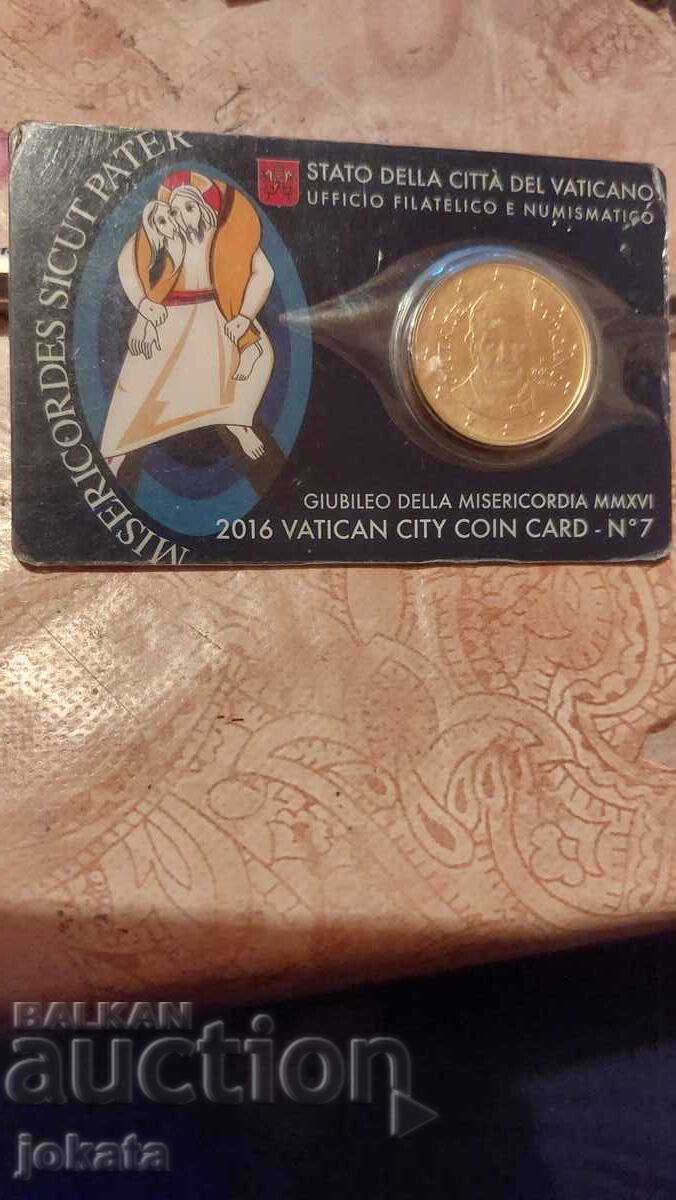 MISERICORDES SICUT PATER
STATO DELLA CITTÀ DEL VATICANO
UFFICIO FILATELICO E NUMISMATICO
GIUBILEO DELLA MISERICORDIA MMXVI
2016 VATICAN CITY COIN CARD - N°7
BALKAN
auction
jokata